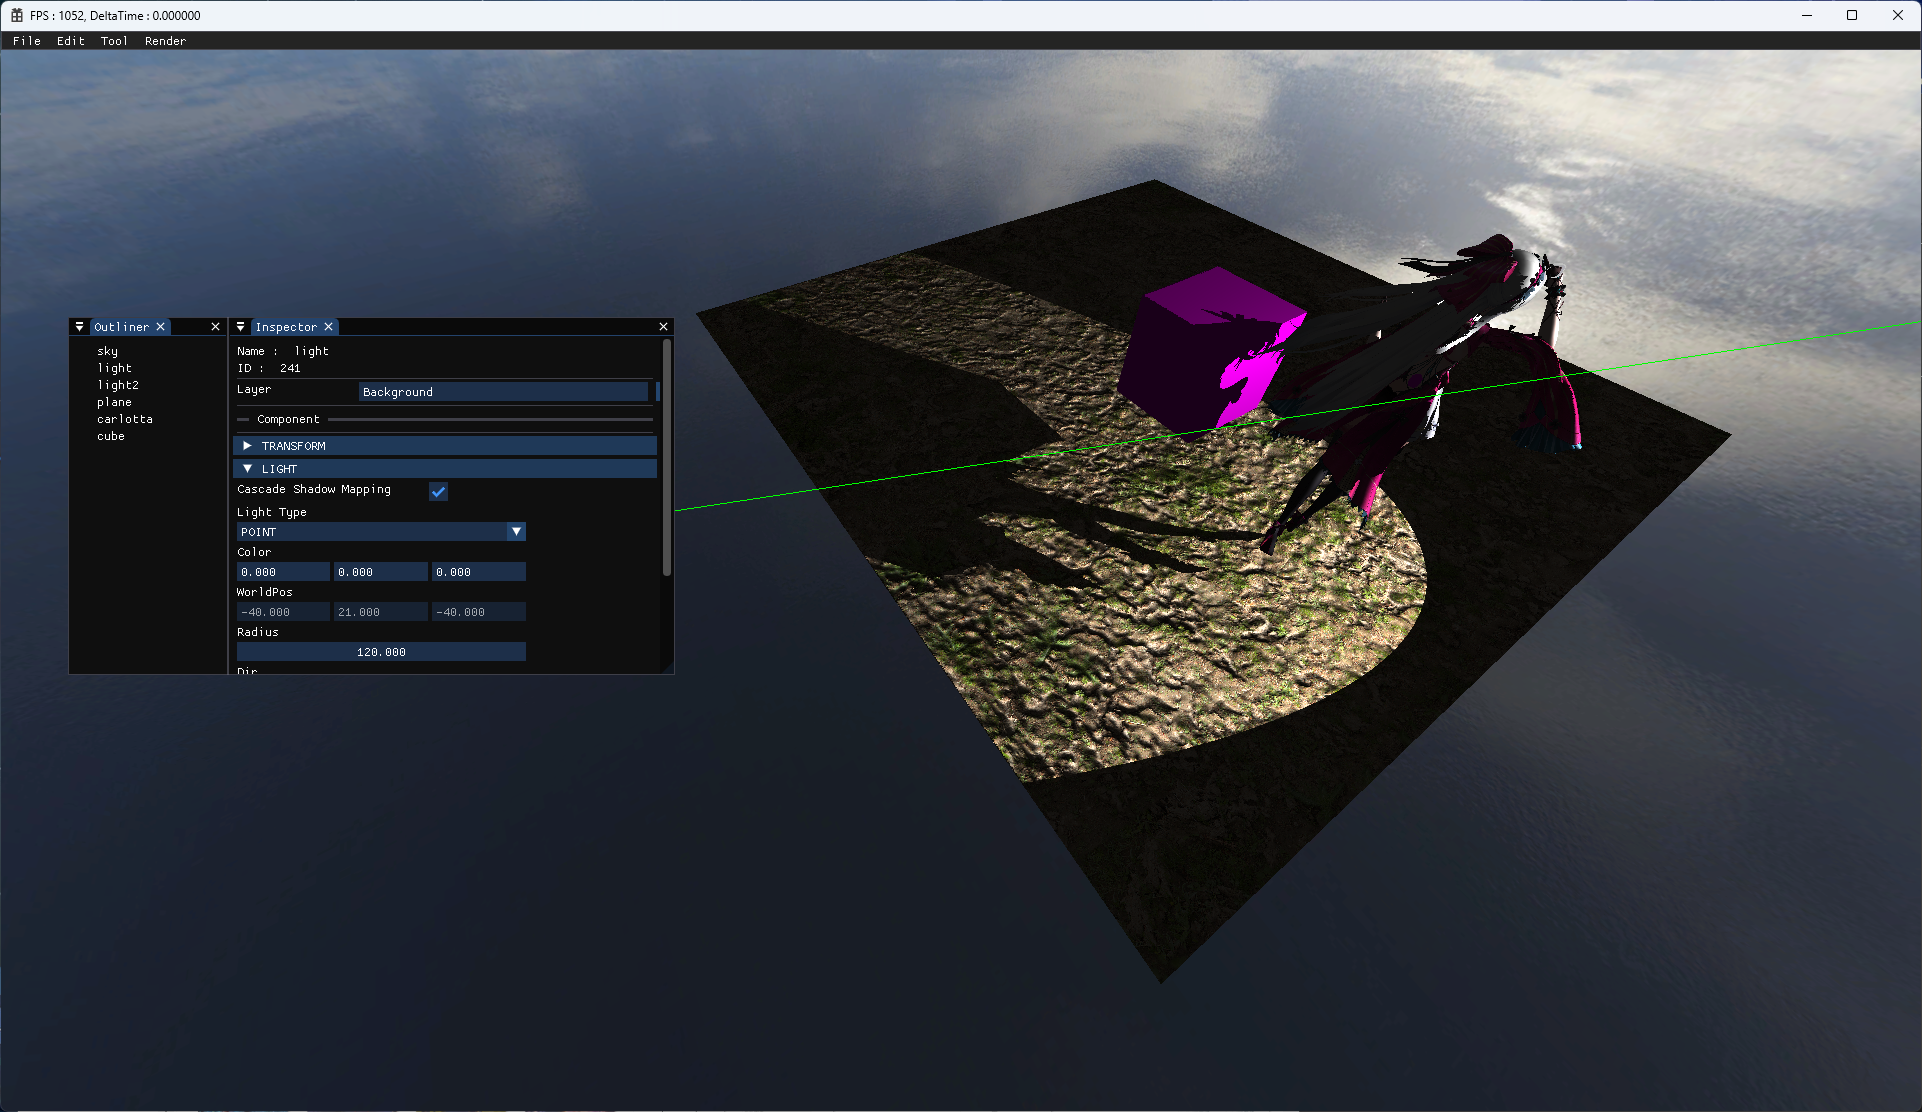 FPS : 1052, DeltaTime : 0.000000
File Edit Tool Render
Outliner
sky
light
light2
plane
carlotta
cube
Inspector
Name : light
ID : 241
Layer Background
Component
TRANSFORM
LIGHT
Cascade Shadow Mapping
Light Type
POINT
Color
0.000 0.000 0.000
WorldPos
-40.000 21.000 -40.000
Radius
120.000
Dir